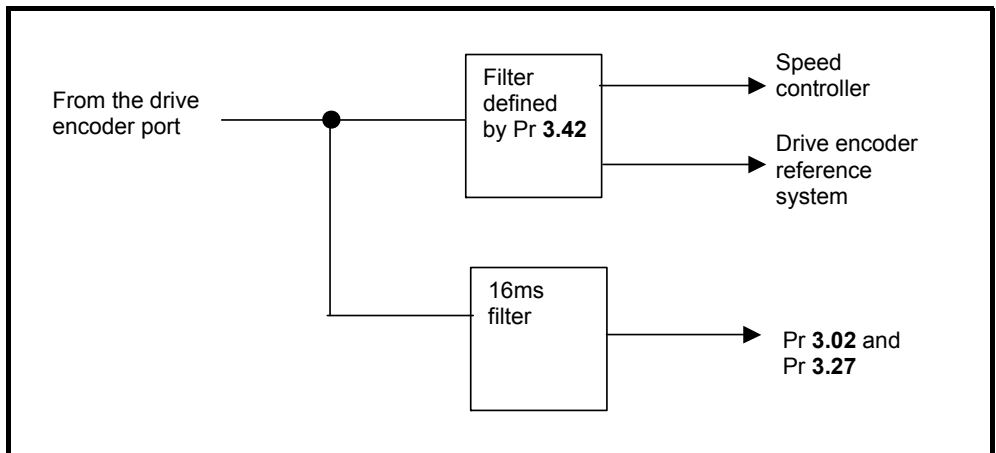 From the drive
encoder port
Filter
defined
by Pr 3.42
Speed
controller
Drive encoder
reference
system
16ms
filter
Pr 3.02 and
Pr 3.27